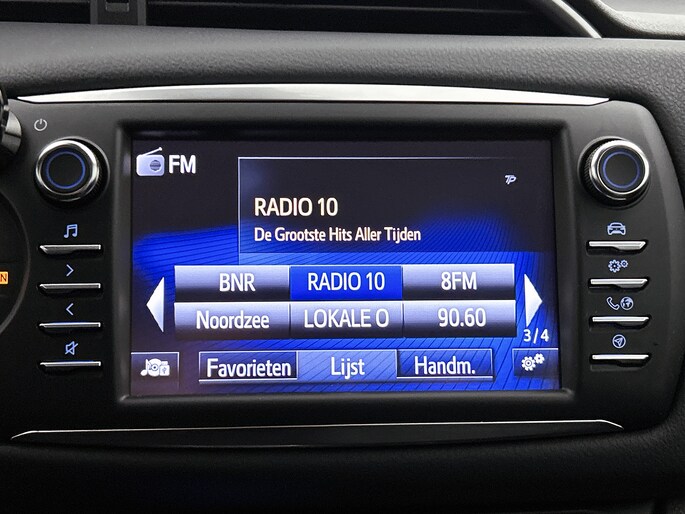 FM
TP
RADIO 10
De Grootste Hits Aller Tijden
BNR RADIO 10 8FM
Noordzee LOKALE O 90.60
3/4
Favorieten Lijst Handm.
N